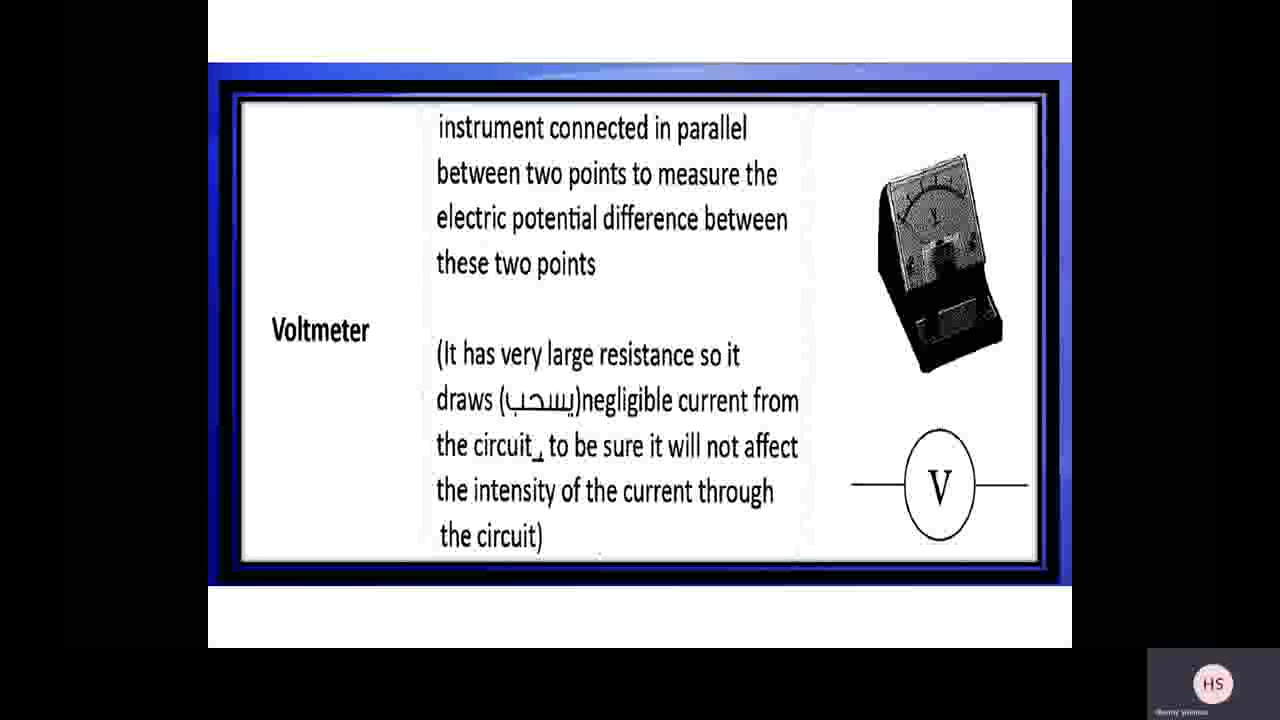 instrument connected in parallel
between two points to measure the
electric potential difference between
these two points
Voltmeter
(It has very large resistance so it
draws (يسحب)negligible current from
the circuit , to be sure it will not affect
the intensity of the current through
the circuit)
V
HS